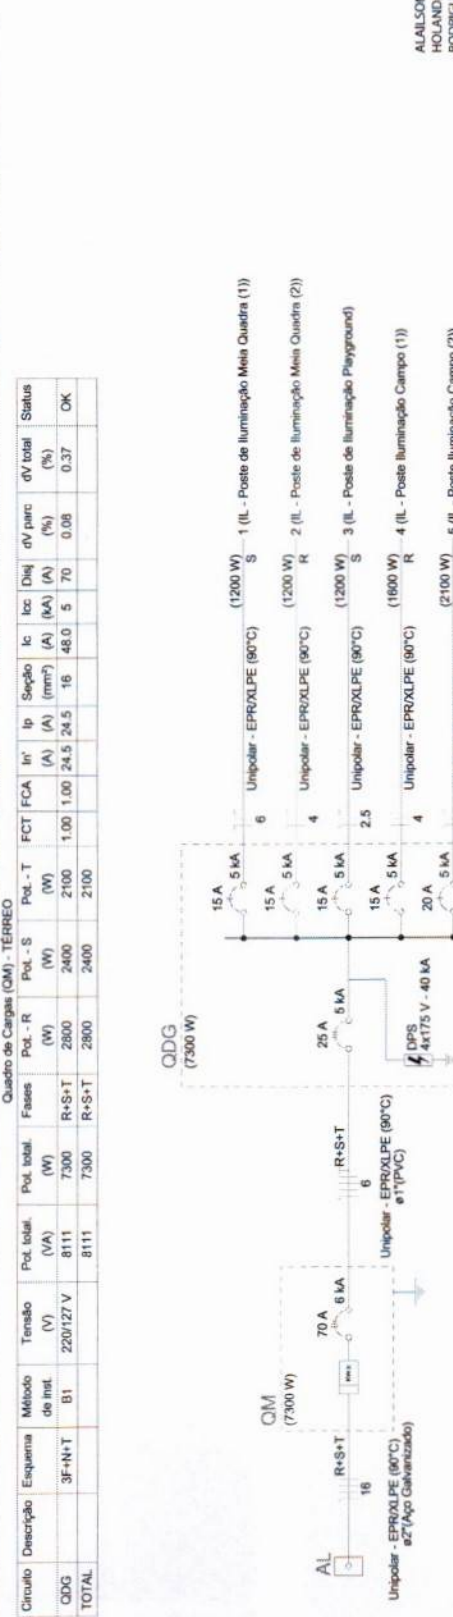 Quadro de Cargas (QM) - TÉRREO
Circuito Descrição Esquema Método de inst. Tensão (V) Pot. total. (VA) Pot. total. (W) Fases Pot. - R (W) Pot. - S (W) Pot. - T (W) FCT FCA In' (A) Ip (A) Seção (mm²) Ic (A) Icc (kA) Disj (A) dV parc (%) dV total (%) Status
QDG 3F+N+T B1 220/127 V 8111 7300 R+S+T 2800 2400 2100 1.00 1.00 24.5 24.5 16 48.0 5 70 0.08 0.37 OK
TOTAL 8111 7300 R+S+T 2800 2400 2100
AL
R+S+T
16
Unipolar - EPR/XLPE (90°C)
ø2"(Aço Galvanizado)
QM
(7300 W)
70 A
6 kA
R+S+T
6
Unipolar - EPR/XLPE (90°C)
ø1"(PVC)
QDG
(7300 W)
25 A
5 kA
DPS
4x175 V - 40 kA
15 A
5 kA
6
Unipolar - EPR/XLPE (90°C)
(1200 W)
S
1 (IL - Poste de Iluminação Meia Quadra (1))
15 A
5 kA
4
Unipolar - EPR/XLPE (90°C)
(1200 W)
R
2 (IL - Poste de Iluminação Meia Quadra (2))
15 A
5 kA
2.5
Unipolar - EPR/XLPE (90°C)
(1200 W)
S
3 (IL - Poste de Iluminação Playground)
15 A
5 kA
4
Unipolar - EPR/XLPE (90°C)
(1600 W)
R
4 (IL - Poste Iluminação Campo (1))
20 A
5 kA
(2100 W)
5 (IL - Poste Iluminação Campo (2))
ALAILSON
HOLAND